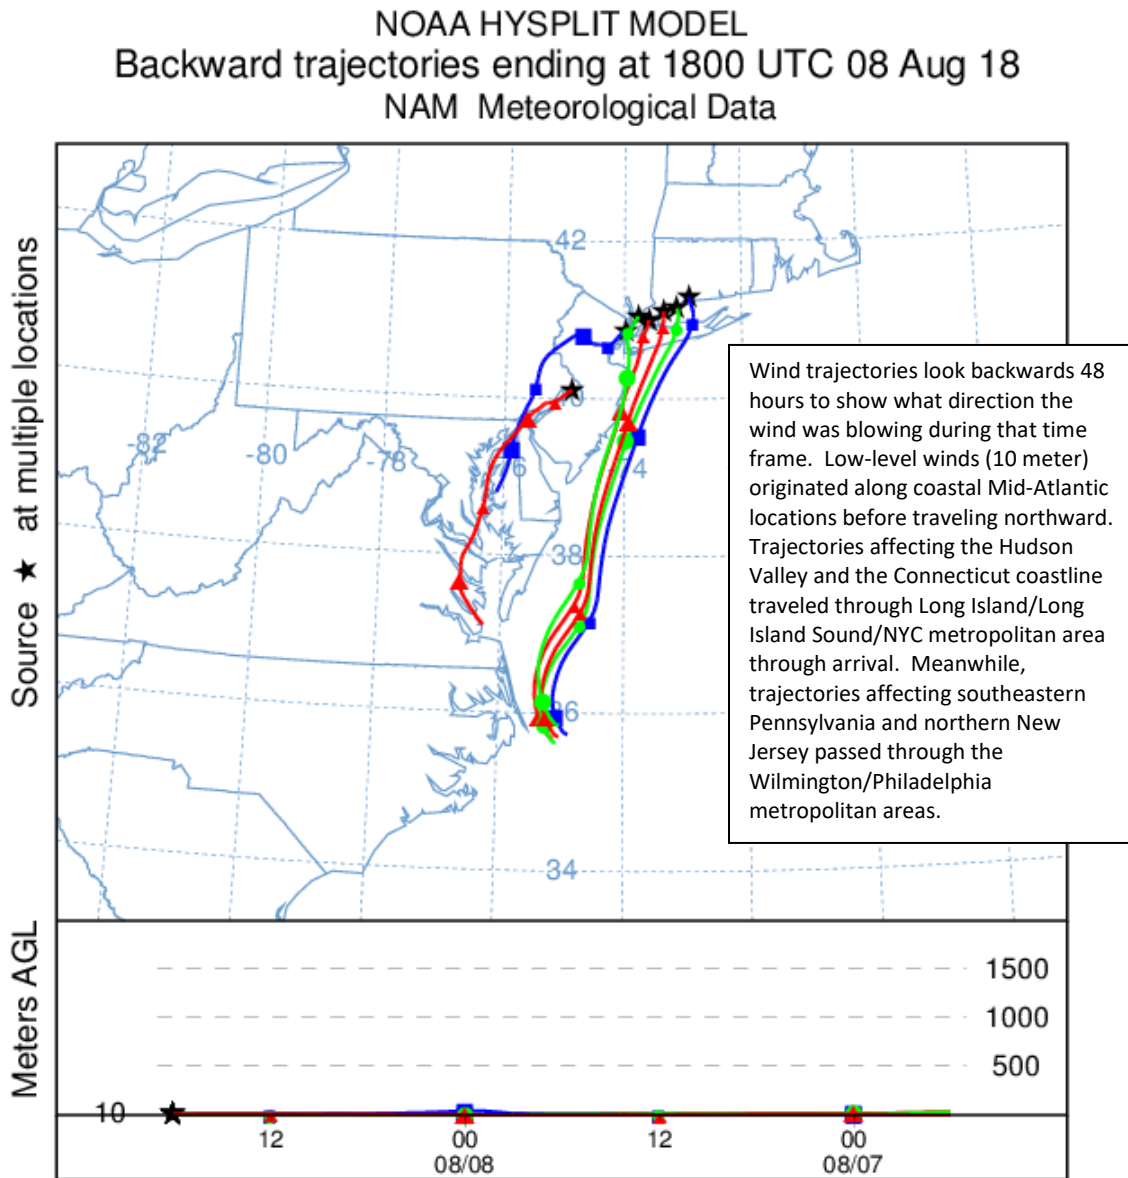 NOAA HYSPLIT MODEL
Backward trajectories ending at 1800 UTC 08 Aug 18
NAM Meteorological Data
Source ★ at multiple locations
42
-82
-80
-78
38
34
Wind trajectories look backwards 48
hours to show what direction the
wind was blowing during that time
frame. Low-level winds (10 meter)
originated along coastal Mid-Atlantic
locations before traveling northward.
Trajectories affecting the Hudson
Valley and the Connecticut coastline
traveled through Long Island/Long
Island Sound/NYC metropolitan area
through arrival. Meanwhile,
trajectories affecting southeastern
Pennsylvania and northern New
Jersey passed through the
Wilmington/Philadelphia
metropolitan areas.
Meters AGL
1500
1000
500
10
12 00 12 00
08/08 08/07